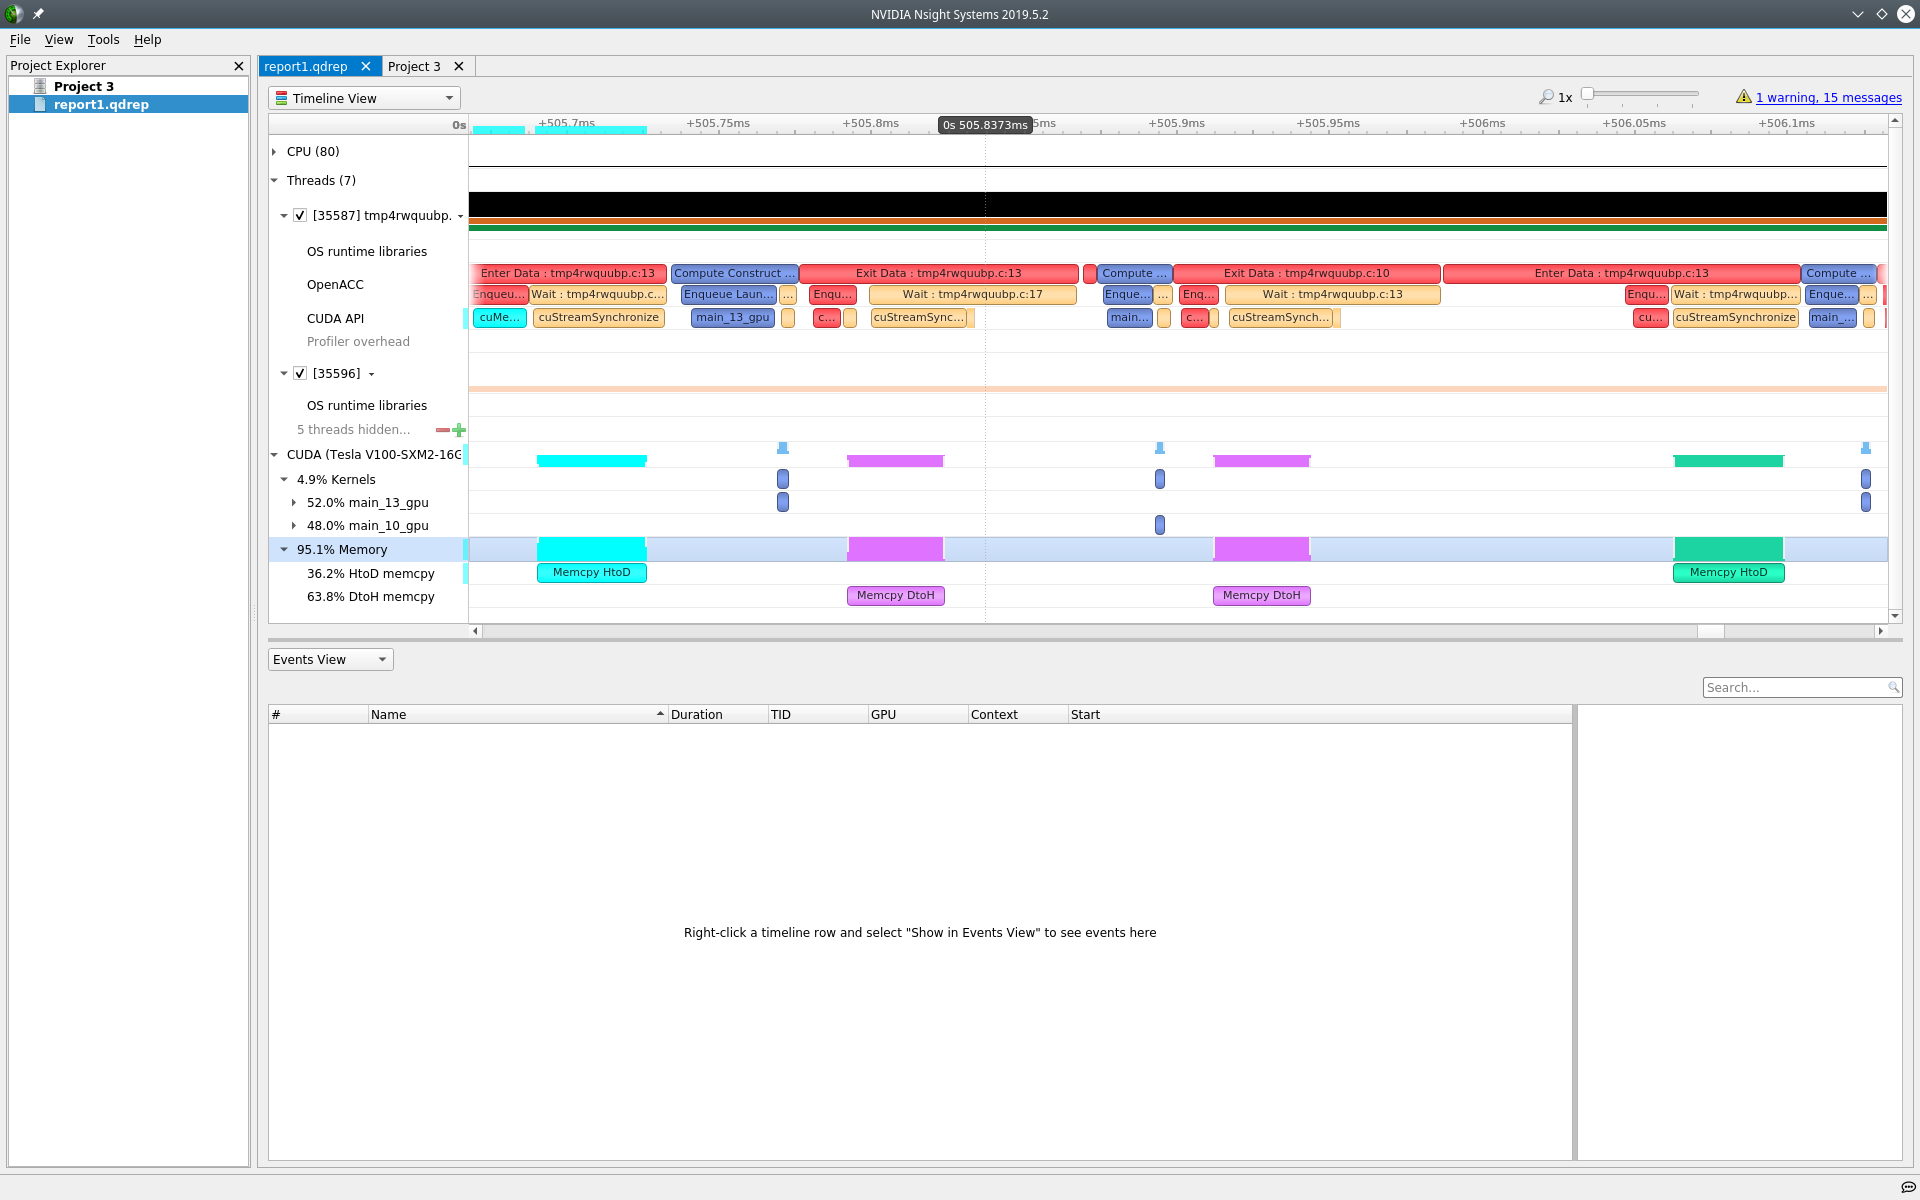 NVIDIA Nsight Systems 2019.5.2
File View Tools Help
Project Explorer
Project 3
report1.qdrep
report1.qdrep Project 3
Timeline View
1x
1 warning, 15 messages
0s +505.7ms +505.75ms +505.8ms 0s 505.8373ms 5ms +505.9ms +505.95ms +506ms +506.05ms +506.1ms
CPU (80)
Threads (7)
[35587] tmp4rwquubp.
OS runtime libraries
OpenACC
Enter Data : tmp4rwquubp.c:13 Compute Construct ... Exit Data : tmp4rwquubp.c:13 Compute ... Exit Data : tmp4rwquubp.c:10 Enter Data : tmp4rwquubp.c:13 Compute ...
Enqueu... Wait : tmp4rwquubp.c... Enqueue Laun... ... Enqu... Wait : tmp4rwquubp.c:17 Enque... ... Enq... Wait : tmp4rwquubp.c:13 Enqu... Wait : tmp4rwquubp... Enque... ...
CUDA API
cuMe... cuStreamSynchronize main_13_gpu c... cuStreamSync... main... c... cuStreamSynch... cu... cuStreamSynchronize main_...
Profiler overhead
[35596]
OS runtime libraries
5 threads hidden...
CUDA (Tesla V100-SXM2-16G
4.9% Kernels
52.0% main_13_gpu
48.0% main_10_gpu
95.1% Memory
36.2% HtoD memcpy
Memcpy HtoD Memcpy HtoD
63.8% DtoH memcpy
Memcpy DtoH Memcpy DtoH
Events View
Search...
# Name Duration TID GPU Context Start
Right-click a timeline row and select "Show in Events View" to see events here